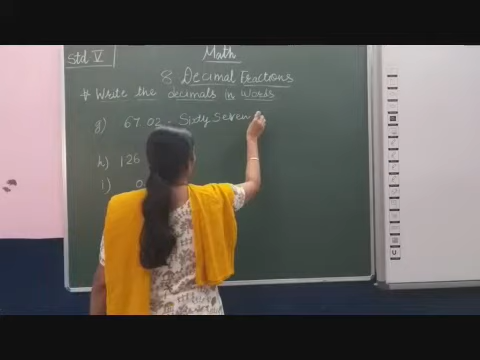 Std V
Math
8 Decimal Fractions
* Write the decimals in words
g) 67.02 - Sixty Seven
h) 126
i) 0